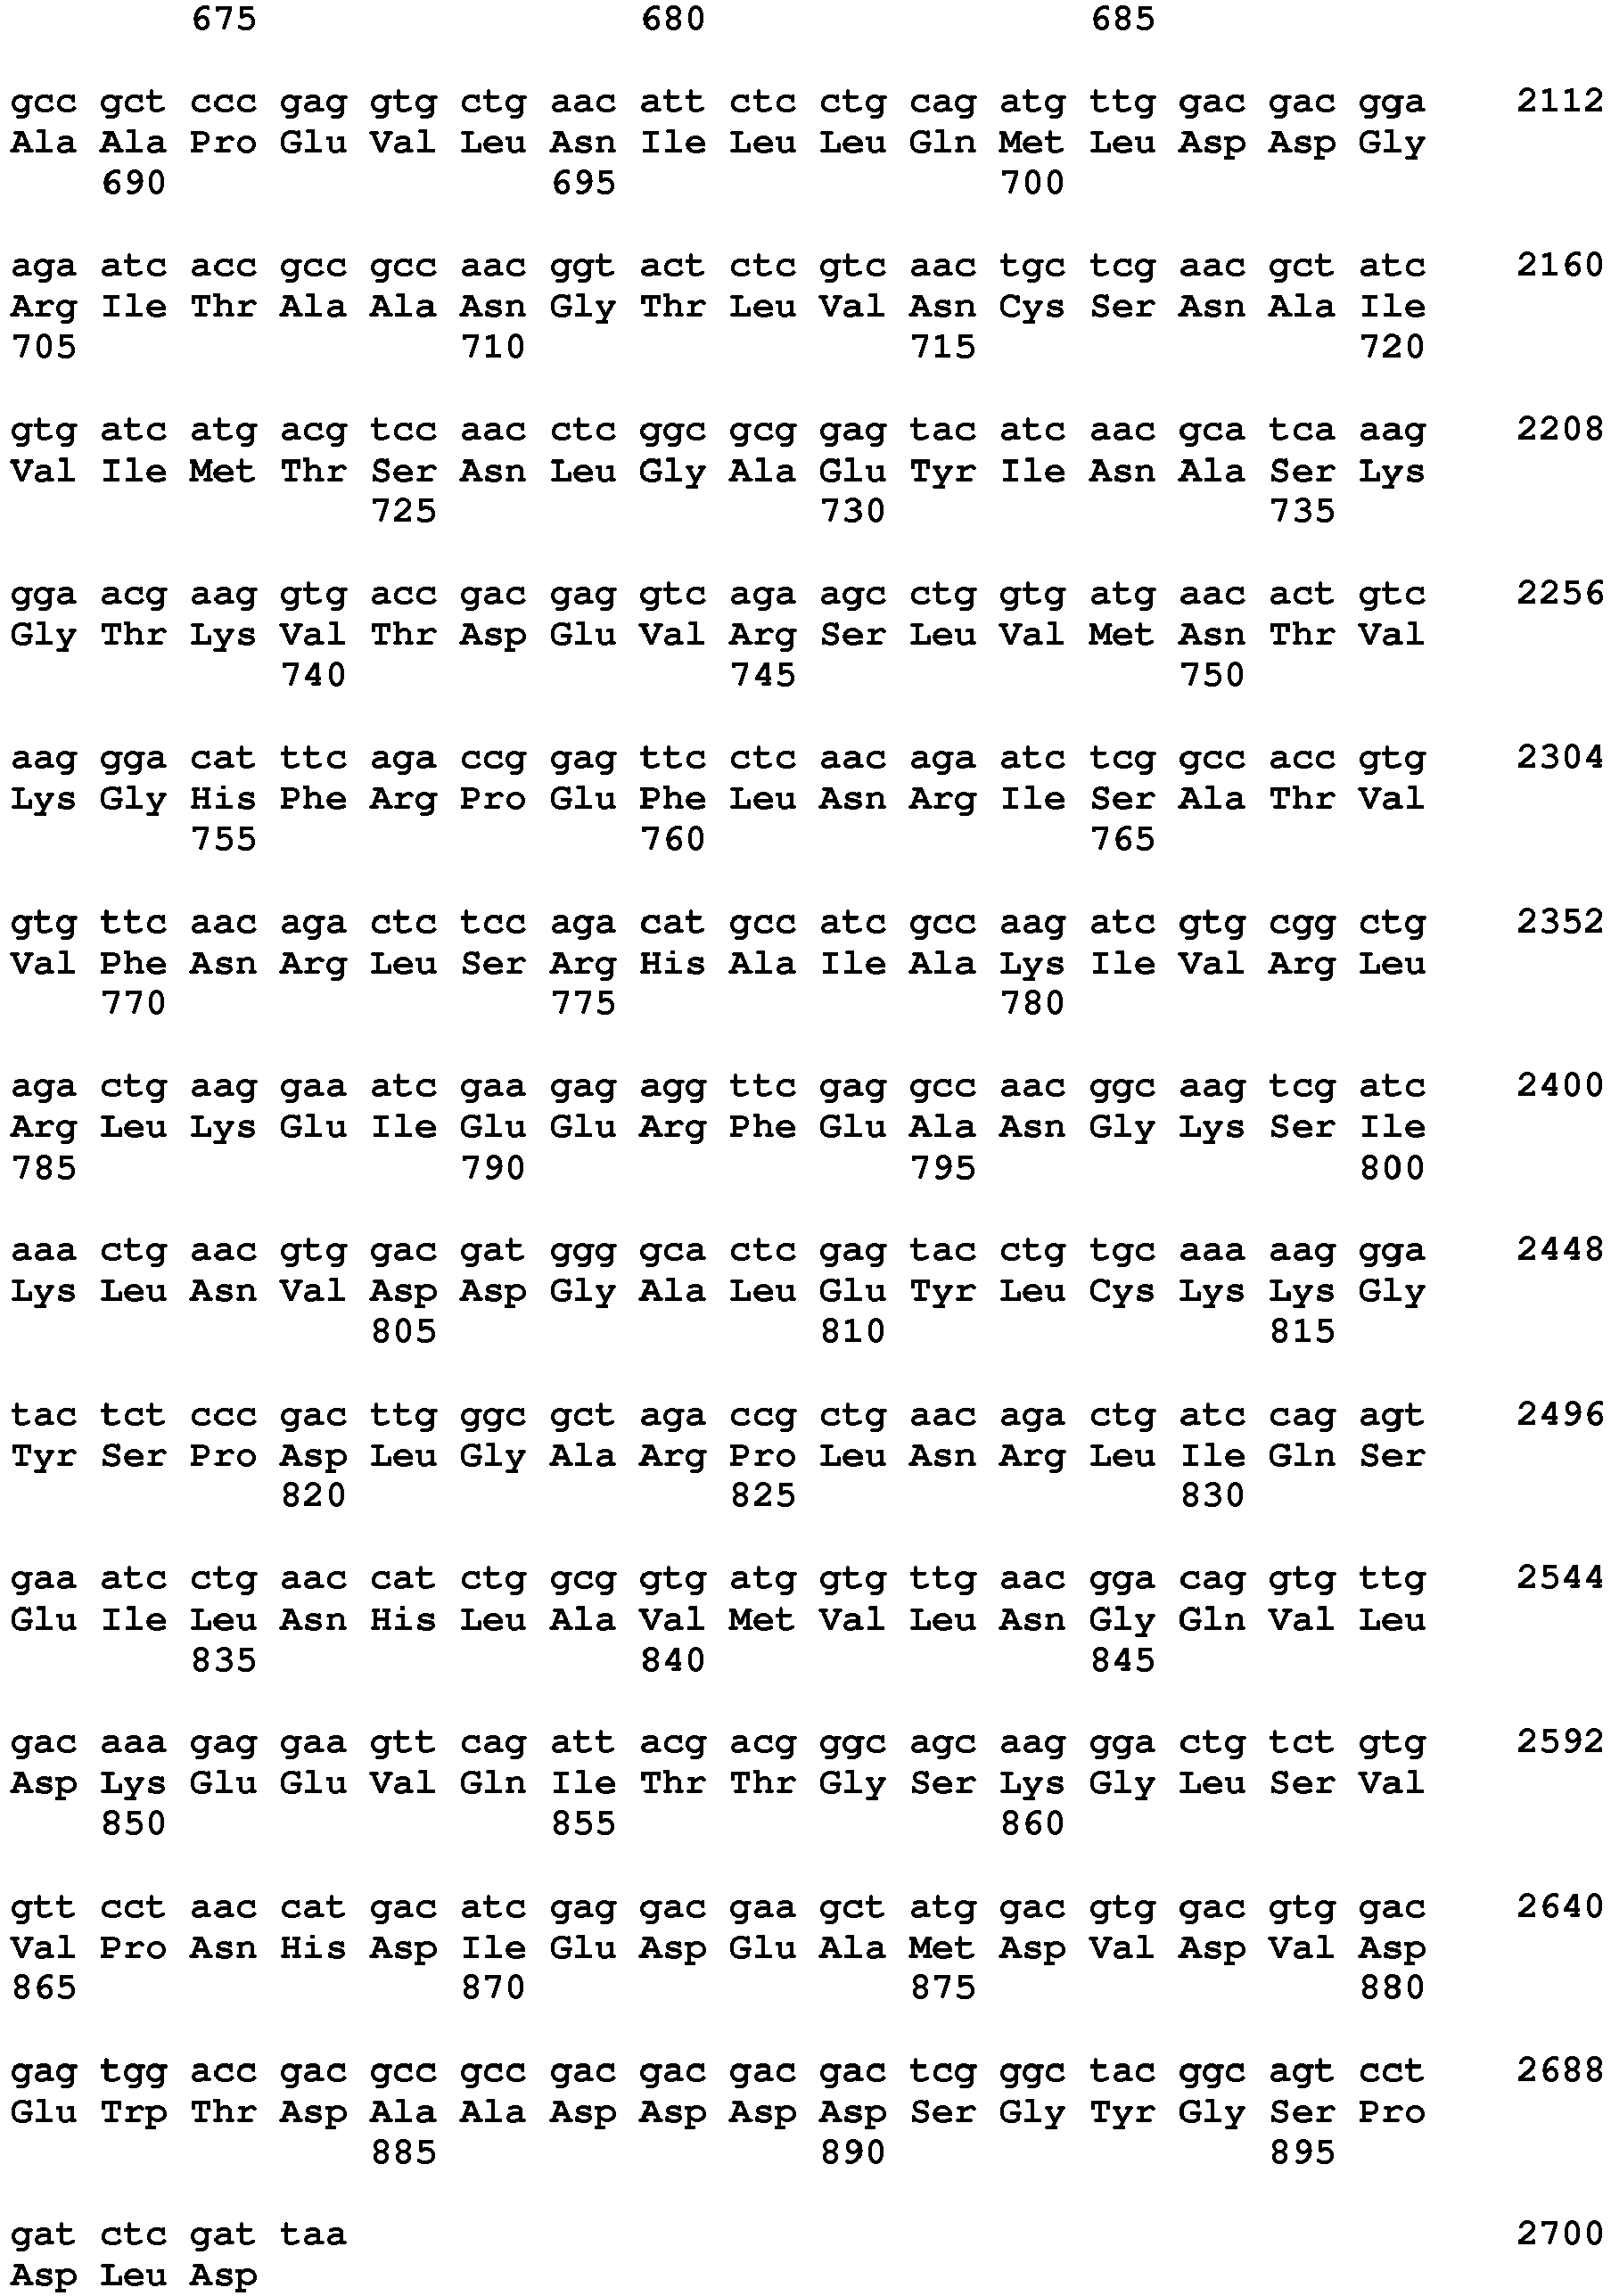 675 680 685
gcc gct ccc gag gtg ctg aac att ctc ctg cag atg ttg gac gac gga 2112
Ala Ala Pro Glu Val Leu Asn Ile Leu Leu Gln Met Leu Asp Asp Gly
690 695 700
aga atc acc gcc gcc aac ggt act ctc gtc aac tgc tcg aac gct atc 2160
Arg Ile Thr Ala Ala Asn Gly Thr Leu Val Asn Cys Ser Asn Ala Ile
705 710 715 720
gtg atc atg acg tcc aac ctc ggc gcg gag tac atc aac gca tca aag 2208
Val Ile Met Thr Ser Asn Leu Gly Ala Glu Tyr Ile Asn Ala Ser Lys
725 730 735
gga acg aag gtg acc gac gag gtc aga agc ctg gtg atg aac act gtc 2256
Gly Thr Lys Val Thr Asp Glu Val Arg Ser Leu Val Met Asn Thr Val
740 745 750
aag gga cat ttc aga ccg gag ttc ctc aac aga atc tcg gcc acc gtg 2304
Lys Gly His Phe Arg Pro Glu Phe Leu Asn Arg Ile Ser Ala Thr Val
755 760 765
gtg ttc aac aga ctc tcc aga cat gcc atc gcc aag atc gtg cgg ctg 2352
Val Phe Asn Arg Leu Ser Arg His Ala Ile Ala Lys Ile Val Arg Leu
770 775 780
aga ctg aag gaa atc gaa gag agg ttc gag gcc aac ggc aag tcg atc 2400
Arg Leu Lys Glu Ile Glu Glu Arg Phe Glu Ala Asn Gly Lys Ser Ile
785 790 795 800
aaa ctg aac gtg gac gat ggg gca ctc gag tac ctg tgc aaa aag gga 2448
Lys Leu Asn Val Asp Asp Gly Ala Leu Glu Tyr Leu Cys Lys Lys Gly
805 810 815
tac tct ccc gac ttg ggc gct aga ccg ctg aac aga ctg atc cag agt 2496
Tyr Ser Pro Asp Leu Gly Ala Arg Pro Leu Asn Arg Leu Ile Gln Ser
820 825 830
gaa atc ctg aac cat ctg gcg gtg atg gtg ttg aac gga cag gtg ttg 2544
Glu Ile Leu Asn His Leu Ala Val Met Val Leu Asn Gly Gln Val Leu
835 840 845
gac aaa gag gaa gtt cag att acg acg ggc agc aag gga ctg tct gtg 2592
Asp Lys Glu Glu Val Gln Ile Thr Thr Gly Ser Lys Gly Leu Ser Val
850 855 860
gtt cct aac cat gac atc gag gac gaa gct atg gac gtg gac gtg gac 2640
Val Pro Asn His Asp Ile Glu Asp Glu Ala Met Asp Val Asp Val Asp
865 870 875 880
gag tgg acc gac gcc gcc gac gac gac gac tcg ggc tac ggc agt cct 2688
Glu Trp Thr Asp Ala Ala Asp Asp Asp Asp Ser Gly Tyr Gly Ser Pro
885 890 895
gat ctc gat taa 2700
Asp Leu Asp